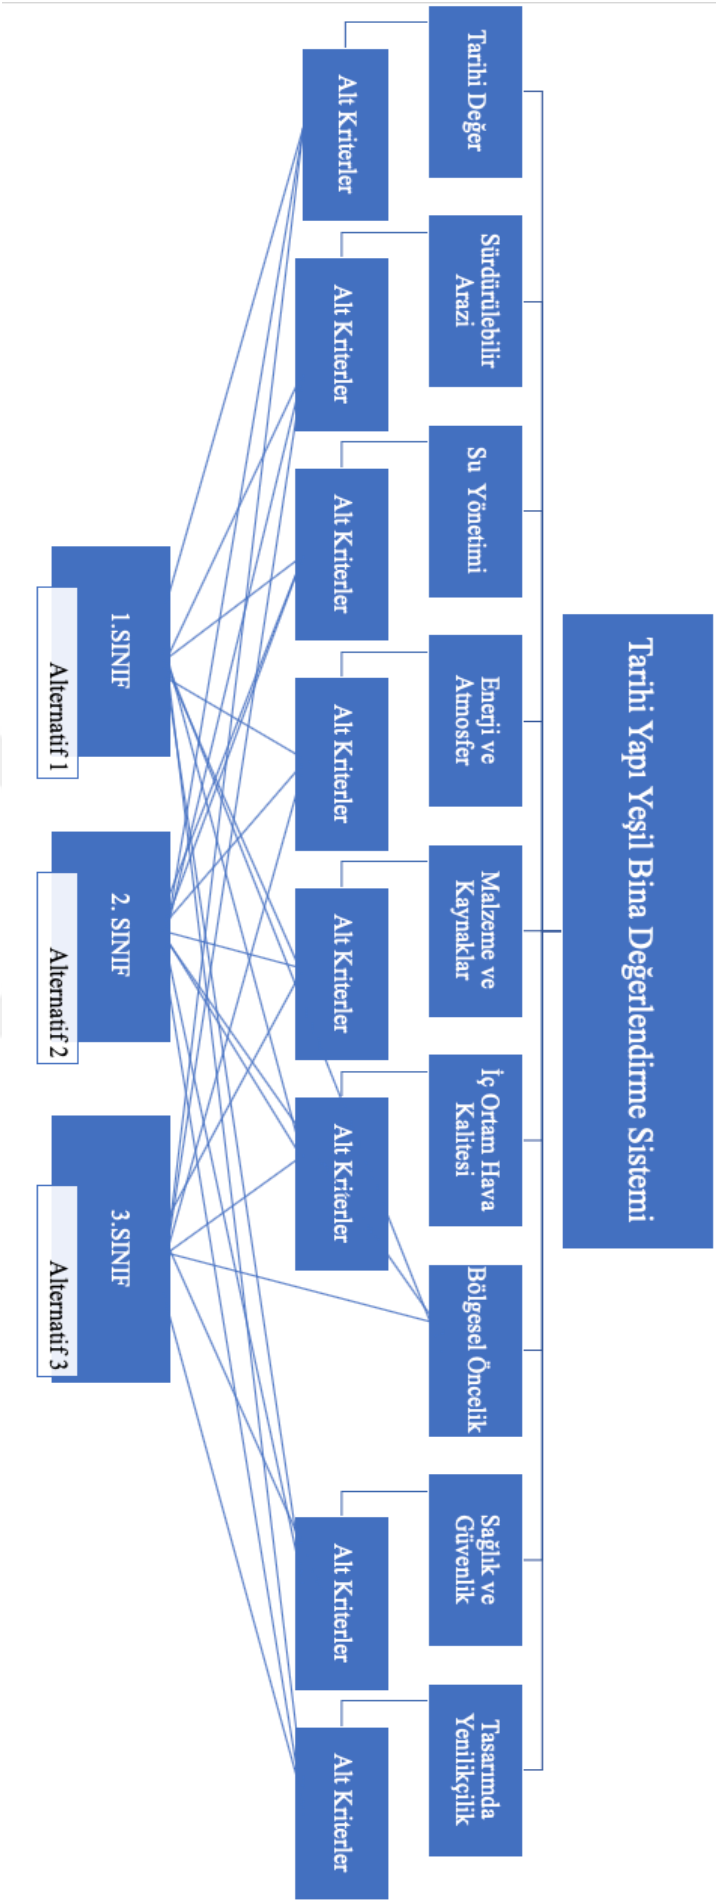 Tarihi Yapı Yeşil Bina Değerlendirme Sistemi
Tarihi Değer
Sürdürülebilir
Arazi
Su Yönetimi
Enerji ve
Atmosfer
Malzeme ve
Kaynaklar
İç Ortam Hava
Kalitesi
Bölgesel Öncelik
Sağlık ve
Güvenlik
Tasarımda
Yenilikçilik
Alt Kriterler
Alt Kriterler
Alt Kriterler
Alt Kriterler
Alt Kriterler
Alt Kriterler
Alt Kriterler
Alt Kriterler
1.SINIF
Alternatif 1
2. SINIF
Alternatif 2
3.SINIF
Alternatif 3